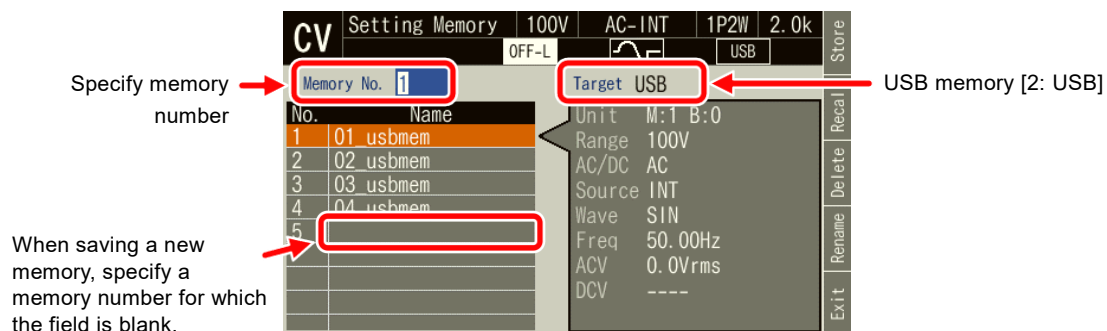 CV
Setting Memory 100V AC-INT 1P2W 2.0k
OFF-L USB
Store
Specify memory
number
Memory No. 1
Target USB
USB memory [2: USB]
No. Name
1 01_usbmem
2 02_usbmem
3 03_usbmem
4 04_usbmem
5
Unit M:1 B:0
Range 100V
AC/DC AC
Source INT
Wave SIN
Freq 50.00Hz
ACV 0.0Vrms
DCV ----
Recal
Delete
Rename
Exit
When saving a new
memory, specify a
memory number for which
the field is blank.